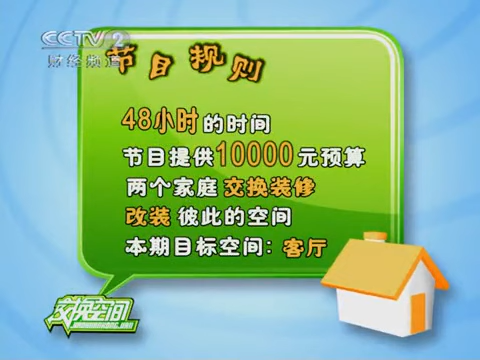 CCTV-2
财经频道
节目规则
48小时的时间
节目提供10000元预算
两个家庭交换装修
改装彼此的空间
本期目标空间：客厅
交换空间